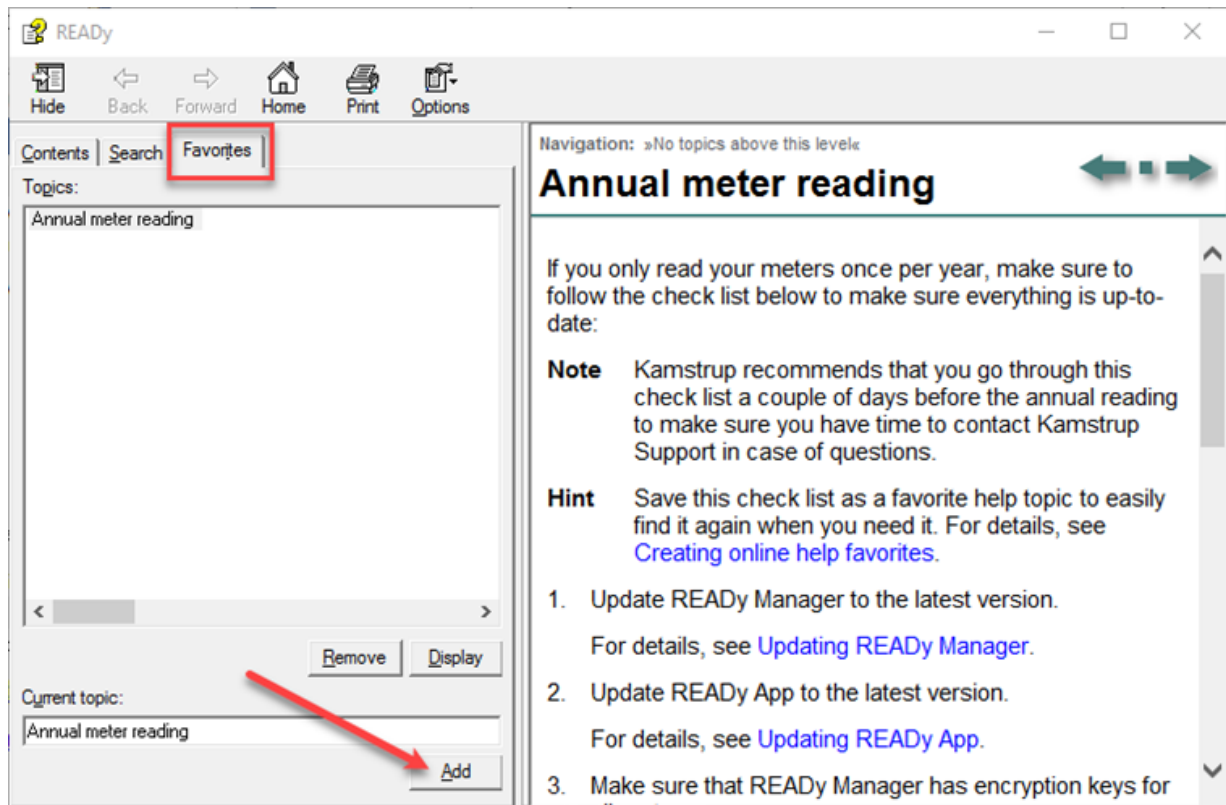 READy
Hide Back Forward Home Print Options
Contents Search Favorites
Topics:
Annual meter reading
Remove Display
Current topic:
Annual meter reading
Add
Navigation: »No topics above this level«
Annual meter reading
If you only read your meters once per year, make sure to
follow the check list below to make sure everything is up-to-
date:
Note Kamstrup recommends that you go through this
check list a couple of days before the annual reading
to make sure you have time to contact Kamstrup
Support in case of questions.
Hint Save this check list as a favorite help topic to easily
find it again when you need it. For details, see
Creating online help favorites.
1. Update READy Manager to the latest version.
For details, see Updating READy Manager.
2. Update READy App to the latest version.
For details, see Updating READy App.
3. Make sure that READy Manager has encryption keys for